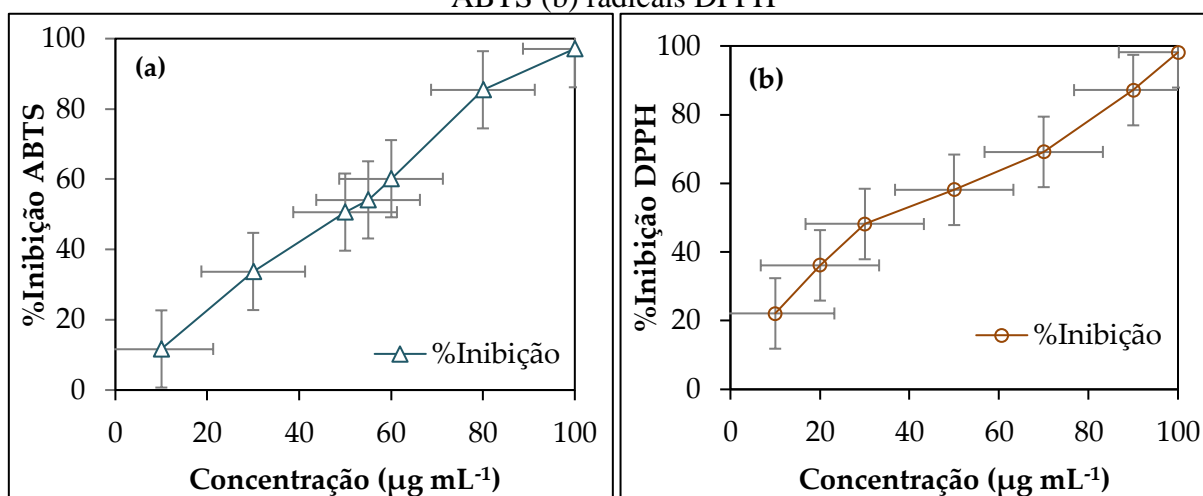 ABTS (b) radicais DPPH
(a)
%Inibição ABTS
100
80
60
40
20
0
%Inibição
0 20 40 60 80 100
Concentração (µg mL-1)
(b)
%Inibição DPPH
100
80
60
40
20
0
%Inibição
0 20 40 60 80 100
Concentração (µg mL-1)